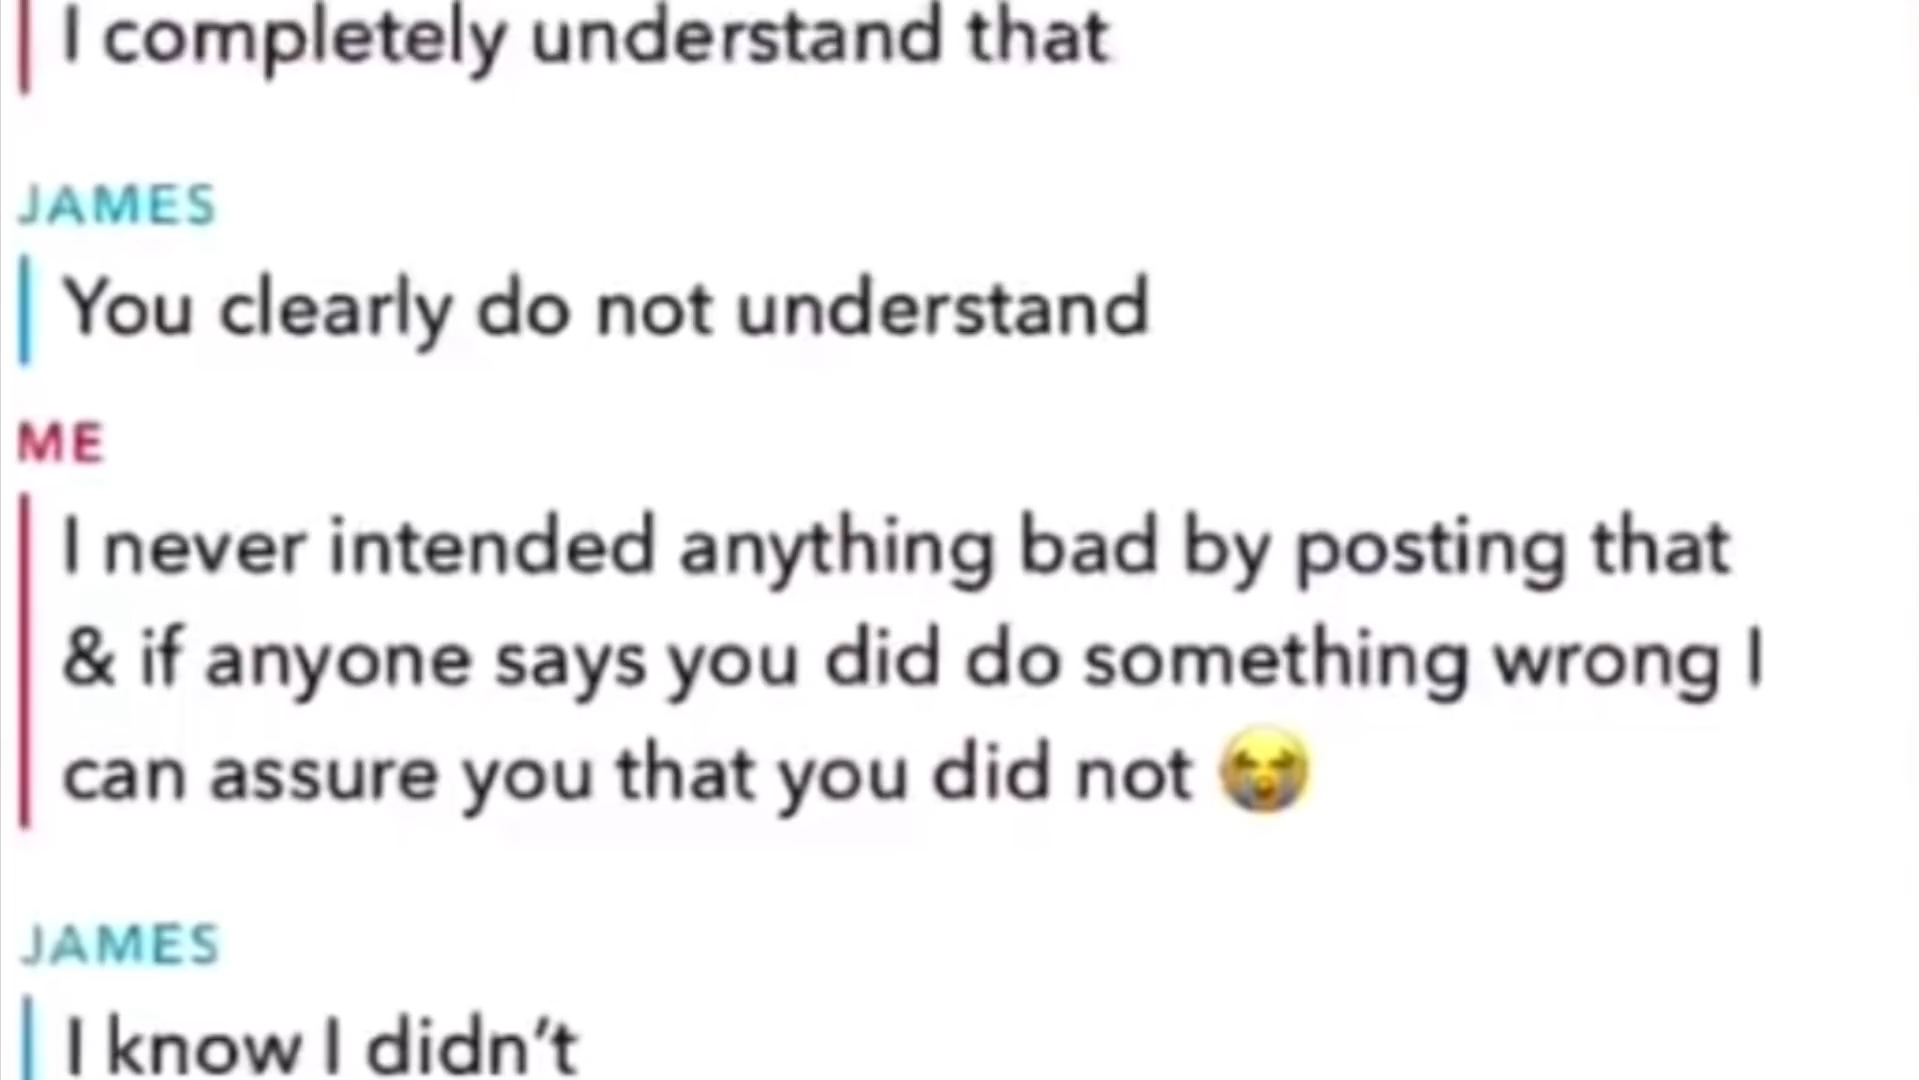 I completely understand that
JAMES
You clearly do not understand
ME
I never intended anything bad by posting that
& if anyone says you did do something wrong I
can assure you that you did not 😭
JAMES
I know I didn’t